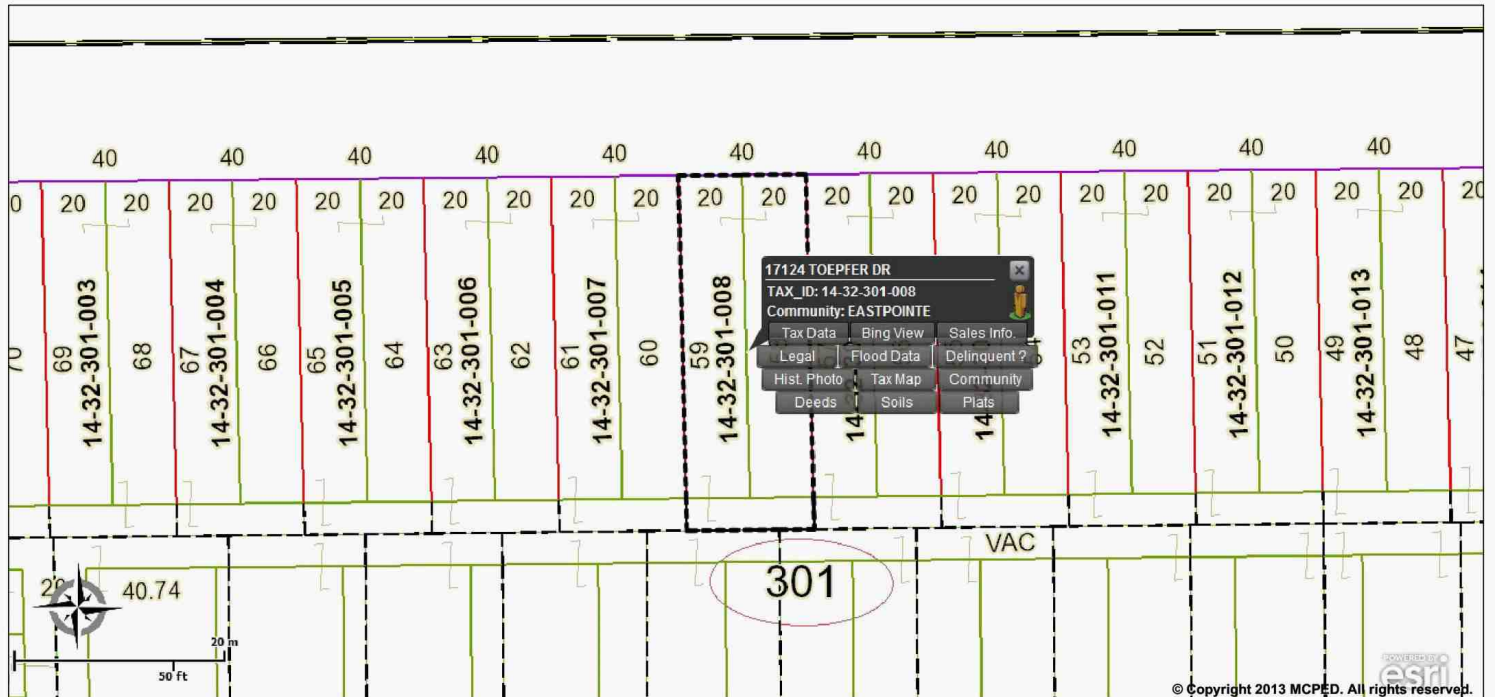 40 40 40 40 40 40 40 40 40 40 40
0 20 20 20 20 20 20 20 20 20 20 20 20 20 20 20 20 20 20 20 20 20 20 20
70
69
14-32-301-003
68
67
14-32-301-004
66
65
14-32-301-005
64
63
14-32-301-006
62
61
14-32-301-007
60
59
14-32-301-008
17124 TOEPFER DR
TAX_ID: 14-32-301-008
Community: EASTPOINTE
Tax Data Bing View Sales Info
Legal Flood Data Delinquent ?
Hist. Photo Tax Map Community
Deeds Soils Plats
53
14-32-301-011
52
51
14-32-301-012
50
49
14-32-301-013
48
47
VAC
301
40.74
20 m
50 ft
POWERED BY
esri
© Copyright 2013 MCPED. All rights reserved.